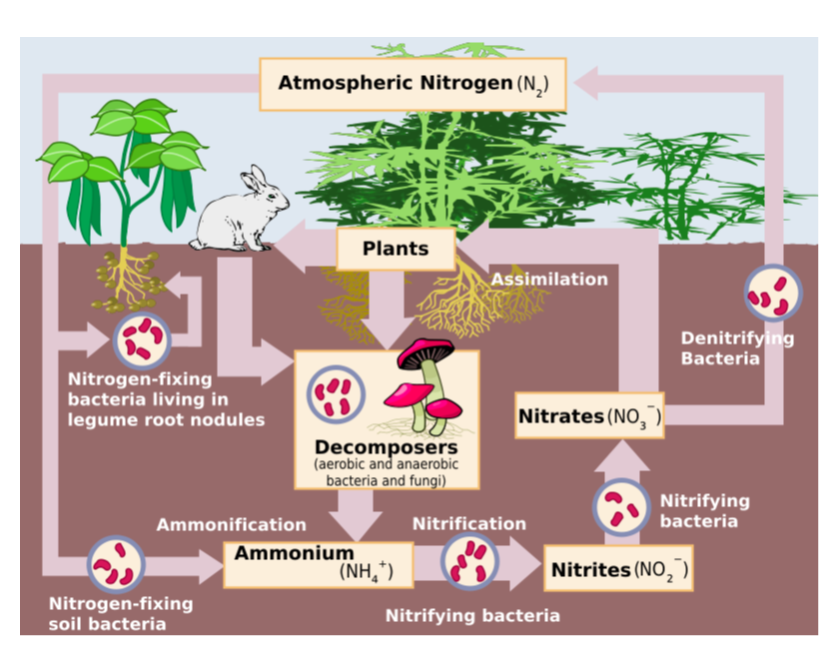 Atmospheric Nitrogen (N₂)
Plants
Assimilation
Denitrifying
Bacteria
Nitrogen-fixing
bacteria living in
legume root nodules
Nitrates (NO₃⁻)
Decomposers
(aerobic and anaerobic
bacteria and fungi)
Nitrifying
bacteria
Ammonification
Nitrification
Ammonium
(NH₄⁺)
Nitrites (NO₂⁻)
Nitrogen-fixing
soil bacteria
Nitrifying bacteria